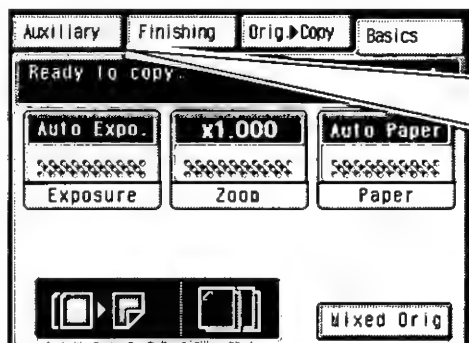 Auxiliary Finishing Orig.▶Copy Basics
Ready to copy.
Auto Expo. x1.000 Auto Paper
Exposure Zoom Paper
Mixed Orig